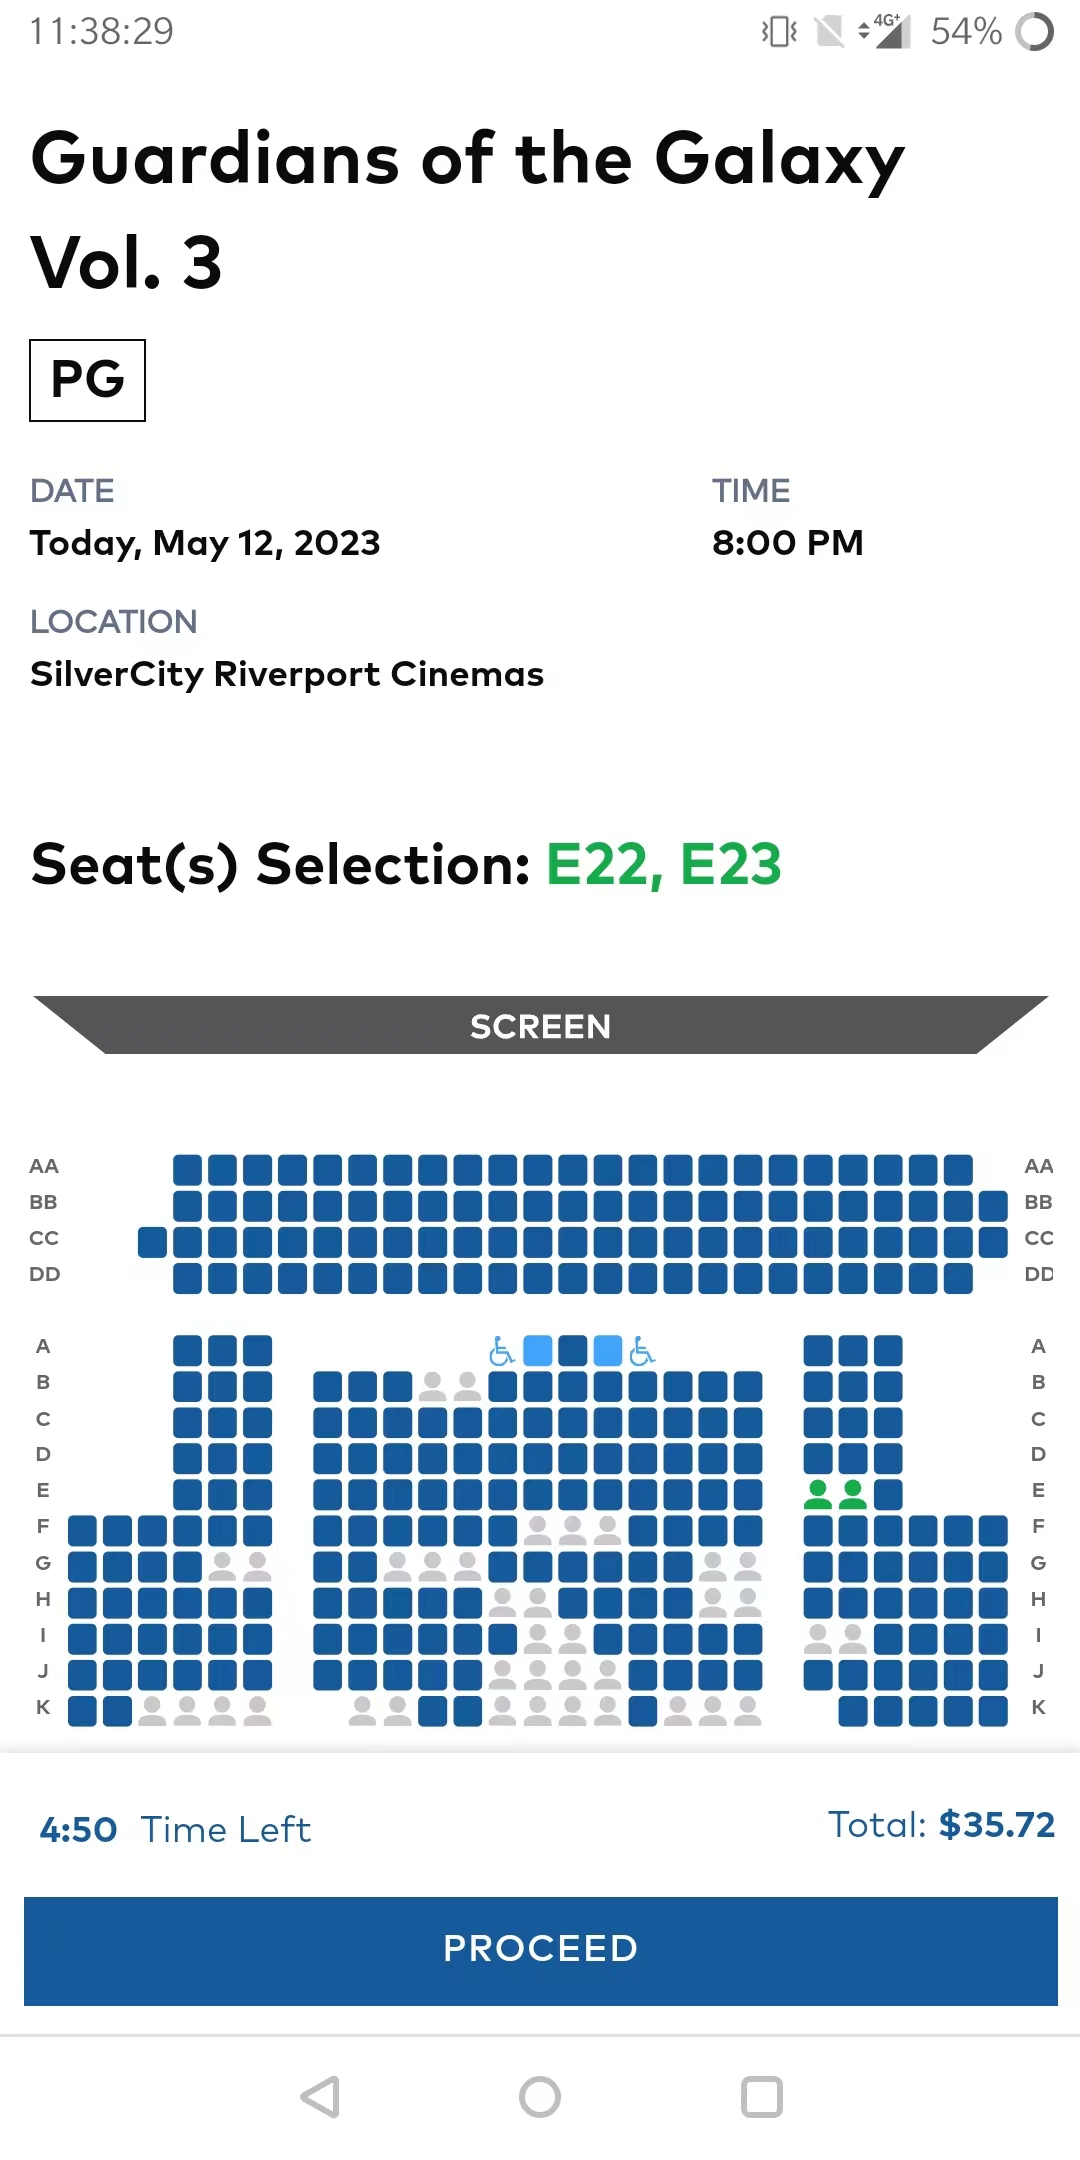 11:38:29 4G+ 54%
Guardians of the Galaxy
Vol. 3
PG
DATE TIME
Today, May 12, 2023 8:00 PM
LOCATION
SilverCity Riverport Cinemas
Seat(s) Selection: E22, E23
SCREEN
AA AA
BB BB
CC CC
DD DD
A A
B B
C C
D D
E E
F F
G G
H H
I I
J J
K K
4:50 Time Left Total: $35.72
PROCEED